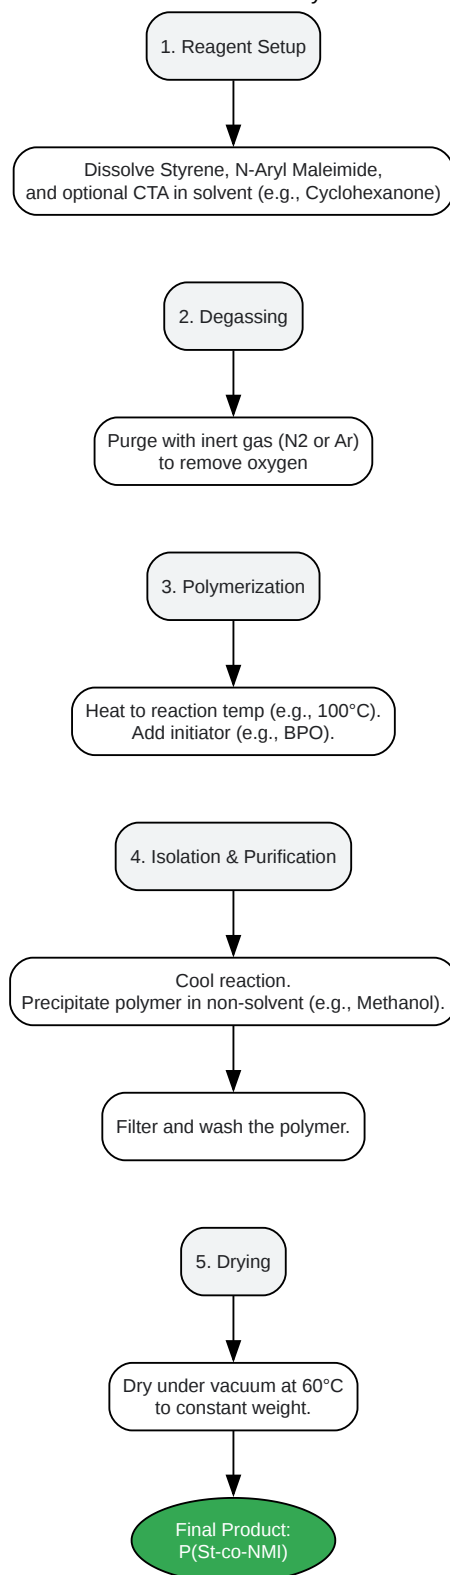 1. Reagent Setup
Dissolve Styrene, N-Aryl Maleimide,
and optional CTA in solvent (e.g., Cyclohexanone)
2. Degassing
Purge with inert gas (N2 or Ar)
to remove oxygen
3. Polymerization
Heat to reaction temp (e.g., 100°C).
Add initiator (e.g., BPO).
4. Isolation & Purification
Cool reaction.
Precipitate polymer in non-solvent (e.g., Methanol).
Filter and wash the polymer.
5. Drying
Dry under vacuum at 60°C
to constant weight.
Final Product:
P(St-co-NMI)